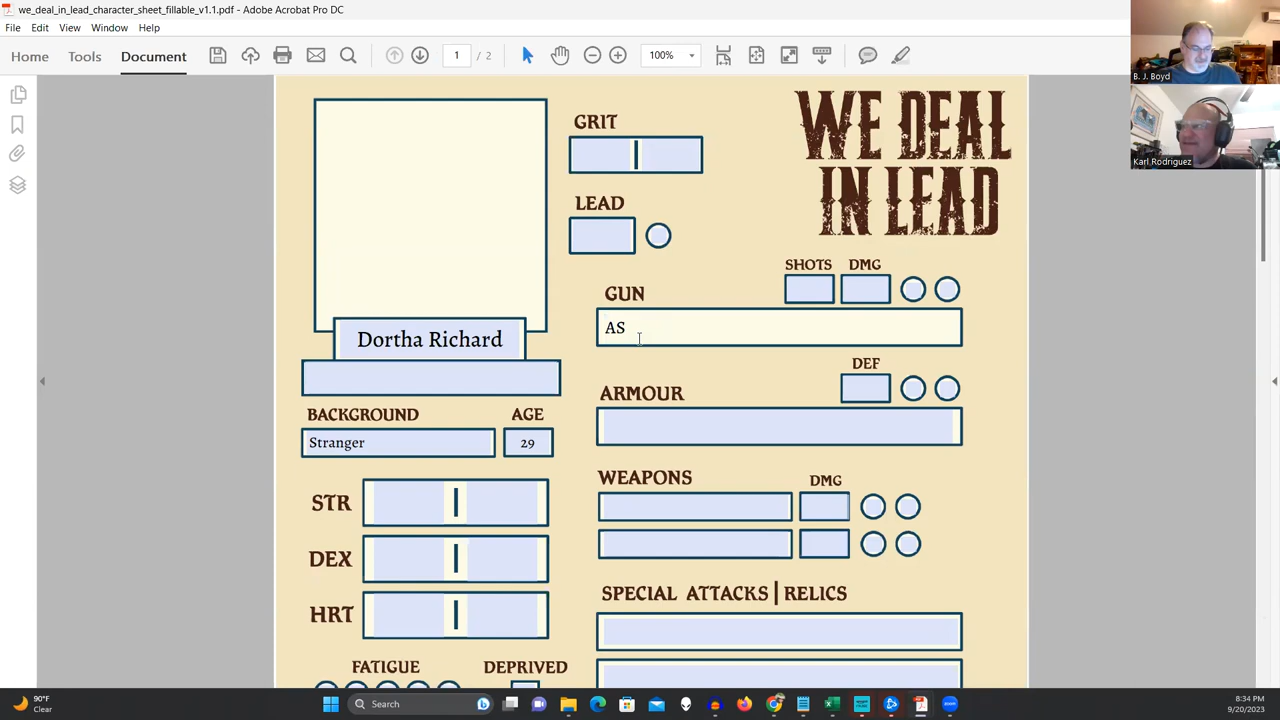 we_deal_in_lead_character_sheet_fillable_v1.1.pdf - Adobe Acrobat Pro DC
File Edit View Window Help
Home Tools Document
1 / 2
100%
B. J. Boyd
Karl Rodriguez
WE DEAL
IN LEAD
GRIT
LEAD
SHOTS DMG
GUN
AS
Dortha Richard
DEF
ARMOUR
BACKGROUND AGE
Stranger 29
WEAPONS DMG
STR
DEX
HRT
SPECIAL ATTACKS | RELICS
FATIGUE DEPRIVED
90°F
Clear
Search
8:34 PM
9/20/2023